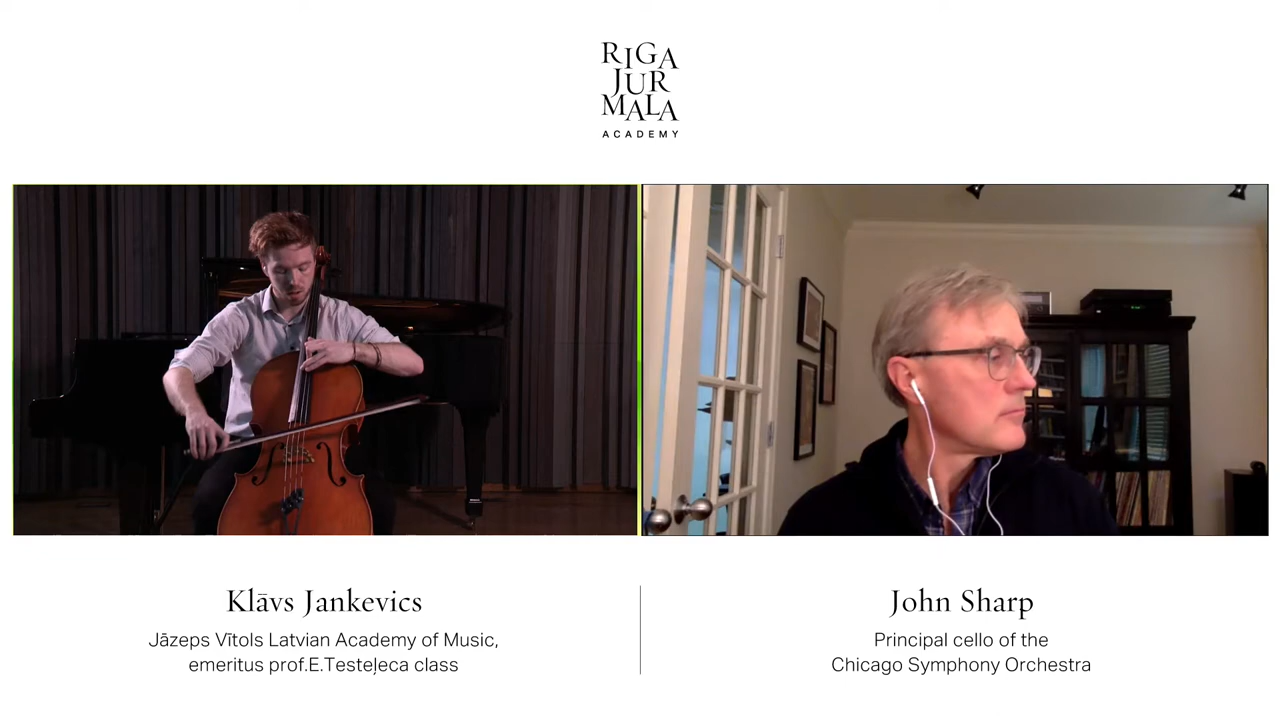 RIGA
JUR
MALA
ACADEMY
Klāvs Jankevics
Jāzeps Vītols Latvian Academy of Music,
emeritus prof.E.Testeļeca class
John Sharp
Principal cello of the
Chicago Symphony Orchestra